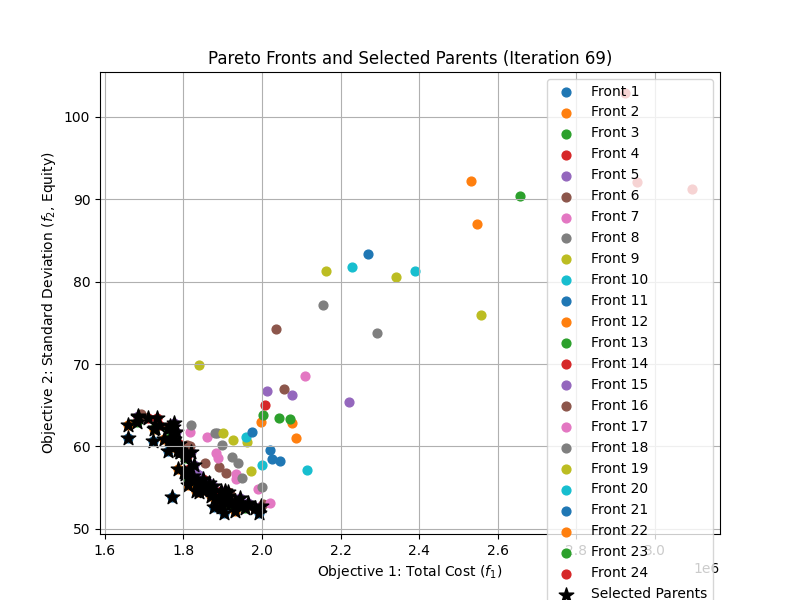 Pareto Fronts and Selected Parents (Iteration 69)
Objective 2: Standard Deviation (f₂, Equity)
100
90
80
70
60
50
1.6 1.8 2.0 2.2 2.4 2.6 2.8 3.0
1e6
Objective 1: Total Cost (f₁)
Front 1
Front 2
Front 3
Front 4
Front 5
Front 6
Front 7
Front 8
Front 9
Front 10
Front 11
Front 12
Front 13
Front 14
Front 15
Front 16
Front 17
Front 18
Front 19
Front 20
Front 21
Front 22
Front 23
Front 24
Selected Parents